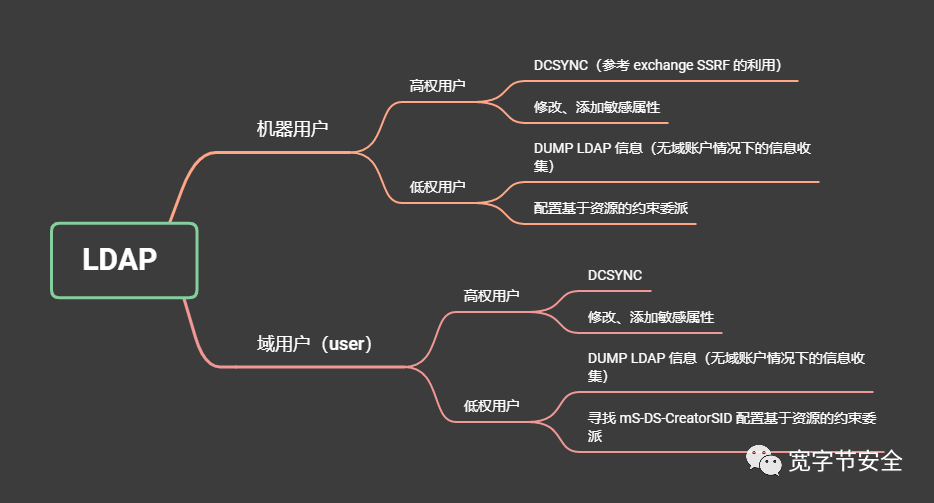 LDAP
机器用户
高权用户
DCSYNC（参考 exchange SSRF 的利用）
修改、添加敏感属性
低权用户
DUMP LDAP 信息（无域账户情况下的信息收
集）
配置基于资源的约束委派
域用户（user）
高权用户
DCSYNC
修改、添加敏感属性
低权用户
DUMP LDAP 信息（无域账户情况下的信息收
集）
寻找 mS-DS-CreatorSID 配置基于资源的约束委
派
宽字节安全